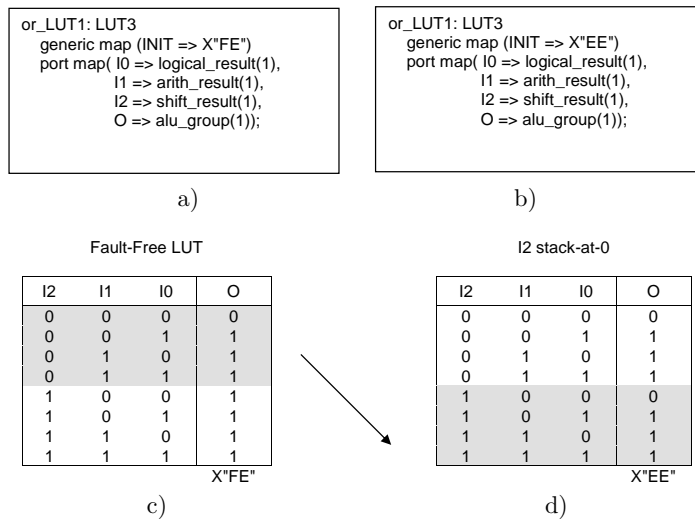 or_LUT1: LUT3
generic map (INIT => X"FE")
port map( I0 => logical_result(1),
I1 => arith_result(1),
I2 => shift_result(1),
O => alu_group(1));
a)
or_LUT1: LUT3
generic map (INIT => X"EE")
port map( I0 => logical_result(1),
I1 => arith_result(1),
I2 => shift_result(1),
O => alu_group(1));
b)
Fault-Free LUT
I2 I1 I0 O
0 0 0 0
0 0 1 1
0 1 0 1
0 1 1 1
1 0 0 1
1 0 1 1
1 1 0 1
1 1 1 1
X"FE"
c)
I2 stack-at-0
I2 I1 I0 O
0 0 0 0
0 0 1 1
0 1 0 1
0 1 1 1
1 0 0 0
1 0 1 1
1 1 0 1
1 1 1 1
X"EE"
d)